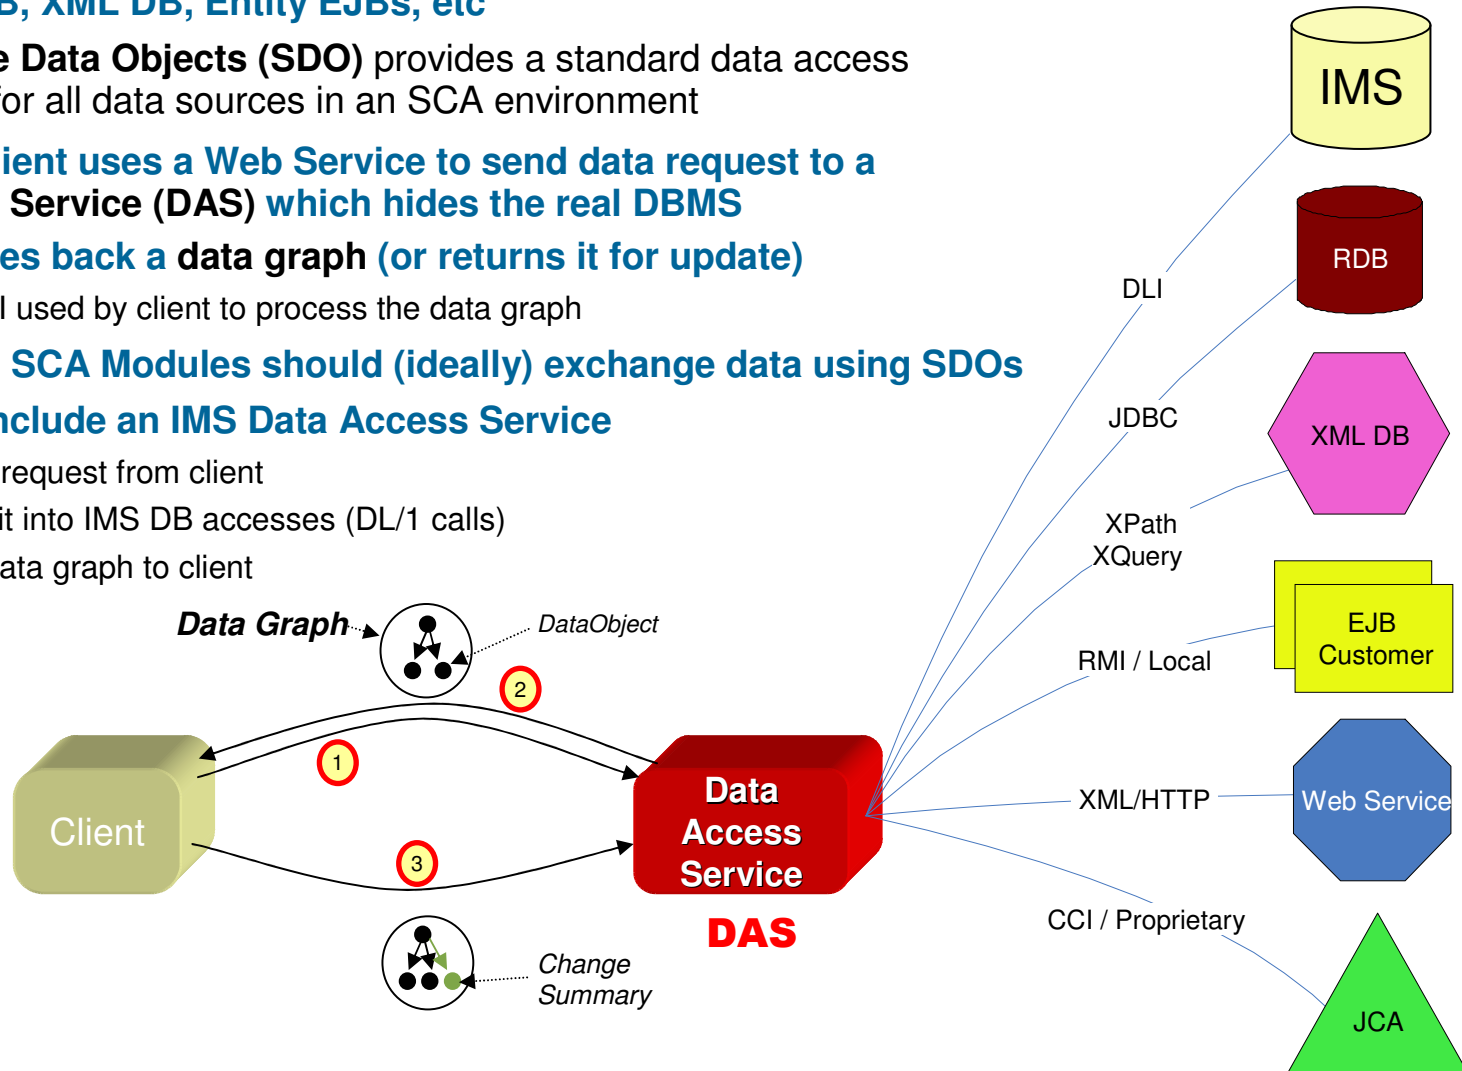 B, XML DB, Entity EJBs, etc
e Data Objects (SDO) provides a standard data access
for all data sources in an SCA environment
lient uses a Web Service to send data request to a
Service (DAS) which hides the real DBMS
es back a data graph (or returns it for update)
I used by client to process the data graph
SCA Modules should (ideally) exchange data using SDOs
nclude an IMS Data Access Service
request from client
it into IMS DB accesses (DL/1 calls)
ata graph to client
Data Graph
DataObject
2
1
Client
3
Data
Access
Service
DAS
Change
Summary
DLI
JDBC
XPath
XQuery
RMI / Local
XML/HTTP
CCI / Proprietary
IMS
RDB
XML DB
EJB
Customer
Web Service
JCA